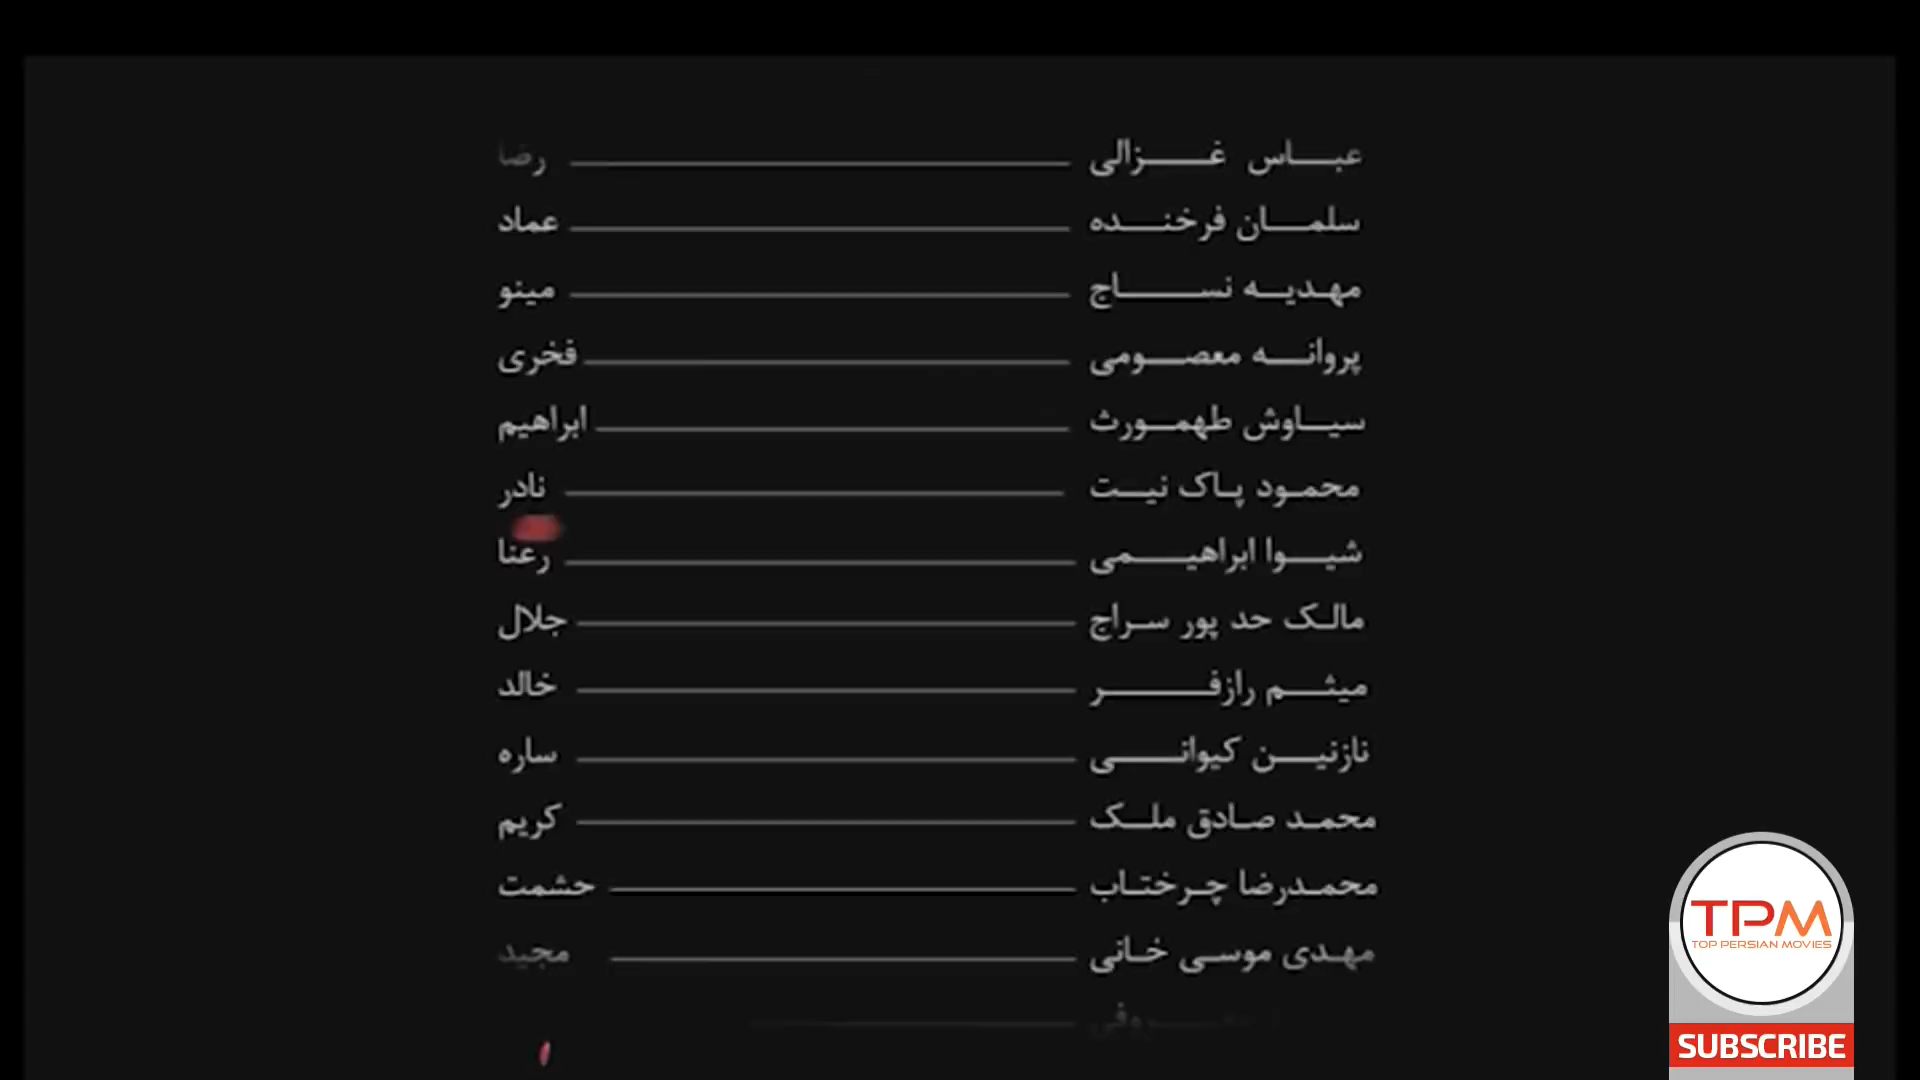 عباس غزالی رضا
سلمان فرخنده عماد
مهدیه نساج مینو
پروانه معصومی فخری
سیاوش طهمورث ابراهیم
محمود پاک نیت نادر
شیوا ابراهیمی رعنا
مالک حد پور سراج جلال
میثم رازفر خالد
نازنین کیوانی ساره
محمد صادق ملک کریم
محمدرضا چرختاب حشمت
مهدی موسی خانی مجید
TPM
TOP PERSIAN MOVIES
SUBSCRIBE